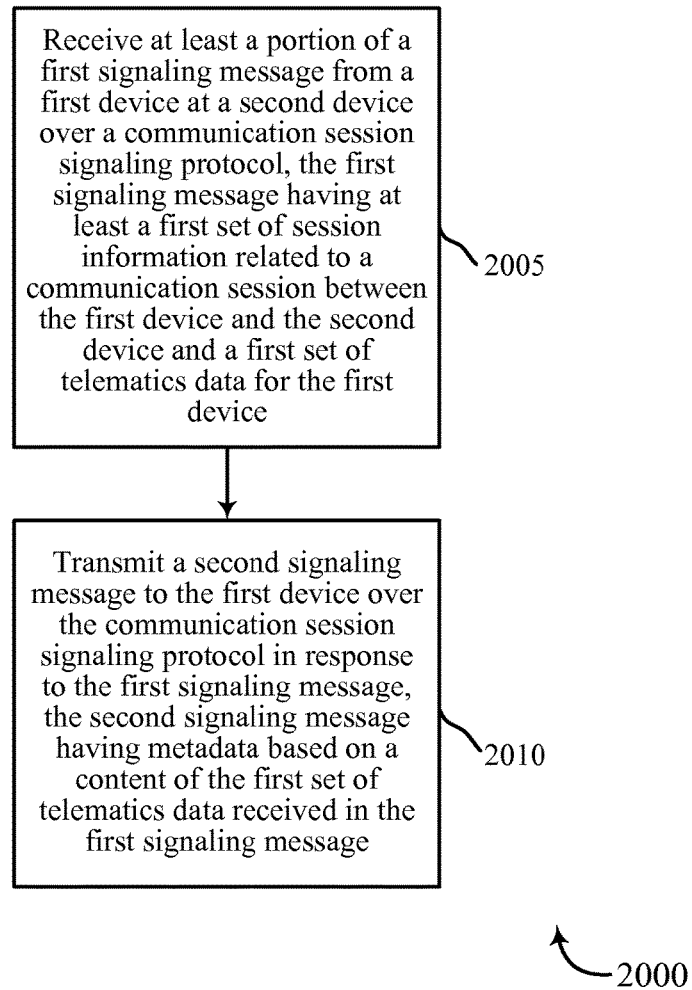 Receive at least a portion of a
first signaling message from a
first device at a second device
over a communication session
signaling protocol, the first
signaling message having at
least a first set of session
information related to a
communication session between
the first device and the second
device and a first set of
telematics data for the first
device
2005
Transmit a second signaling
message to the first device over
the communication session
signaling protocol in response
to the first signaling message,
the second signaling message
having metadata based on a
content of the first set of
telematics data received in the
first signaling message
2010
2000